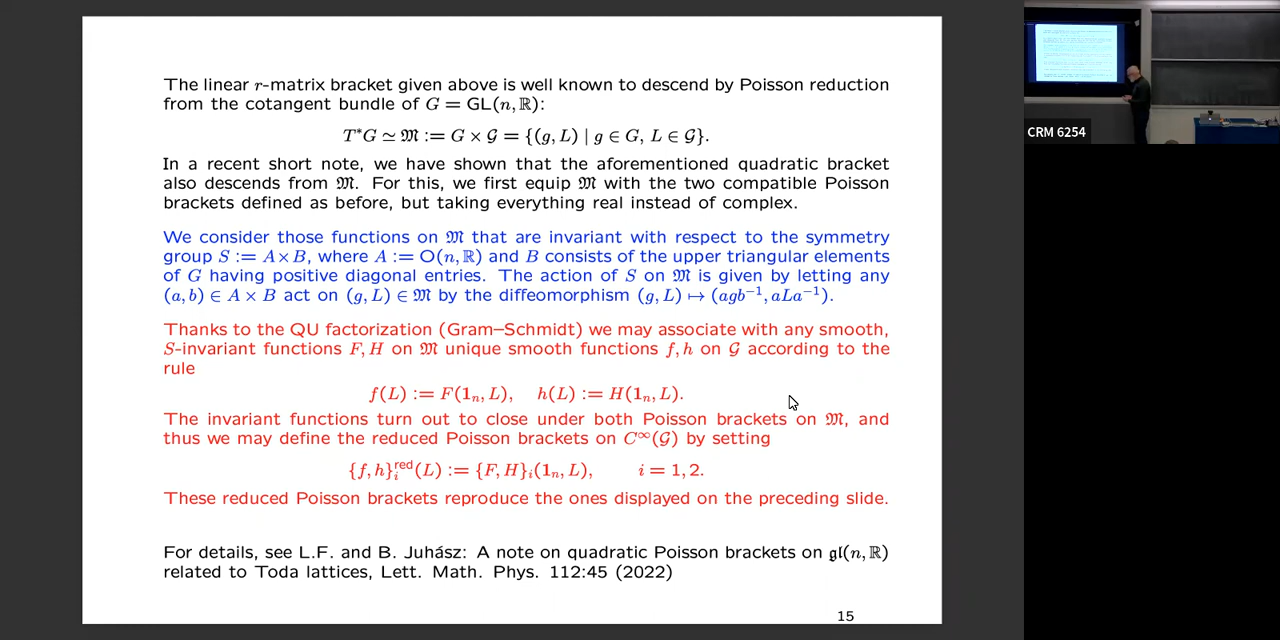 The linear r-matrix bracket given above is well known to descend by Poisson reduction
from the cotangent bundle of G = GL(n, ℝ):
T*G ≃ 𝔐 := G × 𝒢 = {(g, L) | g ∈ G, L ∈ 𝒢}.
In a recent short note, we have shown that the aforementioned quadratic bracket
also descends from 𝔐. For this, we first equip 𝔐 with the two compatible Poisson
brackets defined as before, but taking everything real instead of complex.
We consider those functions on 𝔐 that are invariant with respect to the symmetry
group S := A × B, where A := O(n, ℝ) and B consists of the upper triangular elements
of G having positive diagonal entries. The action of S on 𝔐 is given by letting any
(a, b) ∈ A × B act on (g, L) ∈ 𝔐 by the diffeomorphism (g, L) ↦ (agb⁻¹, aLa⁻¹).
Thanks to the QU factorization (Gram–Schmidt) we may associate with any smooth,
S-invariant functions F, H on 𝔐 unique smooth functions f, h on 𝒢 according to the
rule
f(L) := F(1ₙ, L), h(L) := H(1ₙ, L).
The invariant functions turn out to close under both Poisson brackets on 𝔐, and
thus we may define the reduced Poisson brackets on C^∞(𝒢) by setting
{f, h}ᵢ^red(L) := {F, H}ᵢ(1ₙ, L), i = 1, 2.
These reduced Poisson brackets reproduce the ones displayed on the preceding slide.
For details, see L.F. and B. Juhász: A note on quadratic Poisson brackets on 𝔤𝔩(n, ℝ)
related to Toda lattices, Lett. Math. Phys. 112:45 (2022)
15
CRM 6254